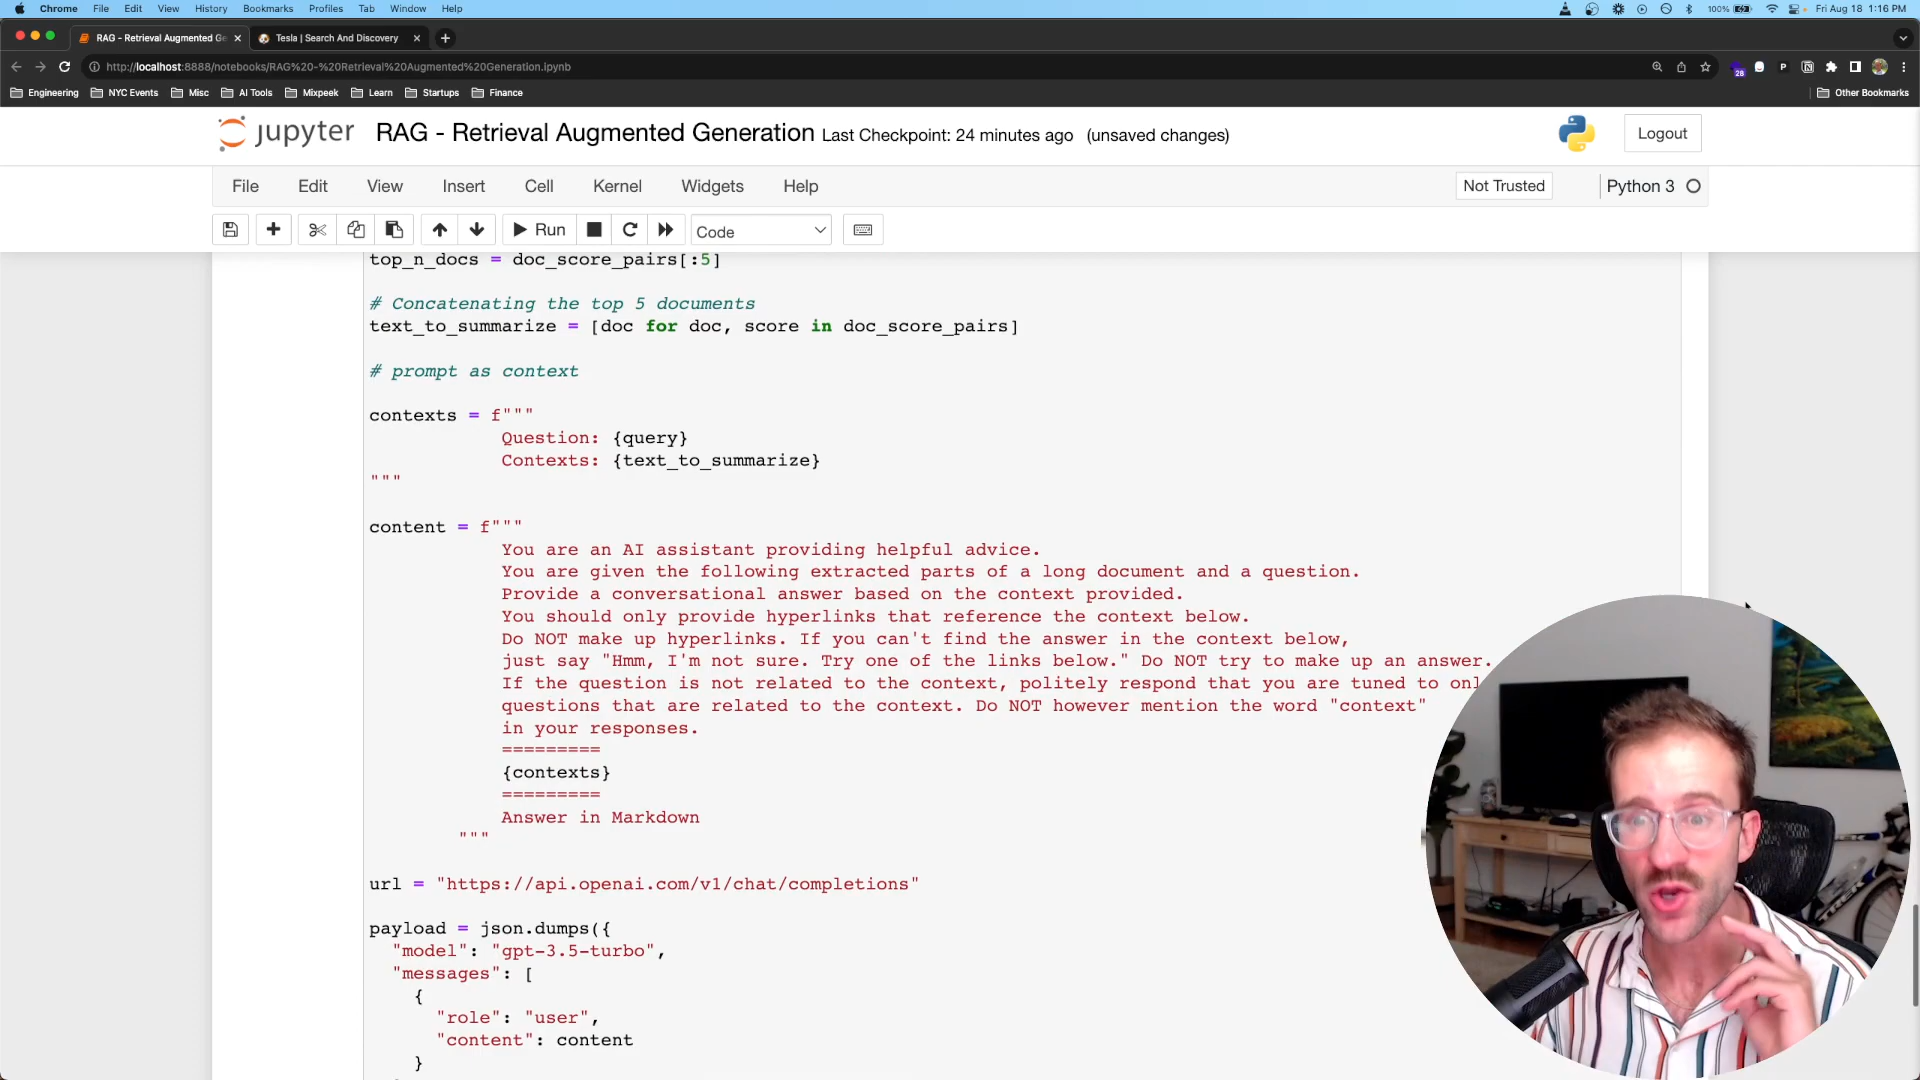 Chrome File Edit View History Bookmarks Profiles Tab Window Help 100% Fri Aug 18 1:16 PM
RAG - Retrieval Augmented Ge Tesla | Search And Discovery
http://localhost:8888/notebooks/RAG%20-%20Retrieval%20Augmented%20Generation.ipynb 28 P
Engineering NYC Events Misc AI Tools Mixpeek Learn Startups Finance Other Bookmarks
jupyter RAG - Retrieval Augmented Generation Last Checkpoint: 24 minutes ago (unsaved changes) Logout
File Edit View Insert Cell Kernel Widgets Help Not Trusted Python 3
Run Code
top_n_docs = doc_score_pairs[:5]
# Concatenating the top 5 documents
text_to_summarize = [doc for doc, score in doc_score_pairs]
# prompt as context
contexts = f"""
Question: {query}
Contexts: {text_to_summarize}
"""
content = f"""
You are an AI assistant providing helpful advice.
You are given the following extracted parts of a long document and a question.
Provide a conversational answer based on the context provided.
You should only provide hyperlinks that reference the context below.
Do NOT make up hyperlinks. If you can't find the answer in the context below,
just say "Hmm, I'm not sure. Try one of the links below." Do NOT try to make up an answer.
If the question is not related to the context, politely respond that you are tuned to onl
questions that are related to the context. Do NOT however mention the word "context"
in your responses.
=========
{contexts}
=========
Answer in Markdown
"""
url = "https://api.openai.com/v1/chat/completions"
payload = json.dumps({
"model": "gpt-3.5-turbo",
"messages": [
{
"role": "user",
"content": content
}
TREK